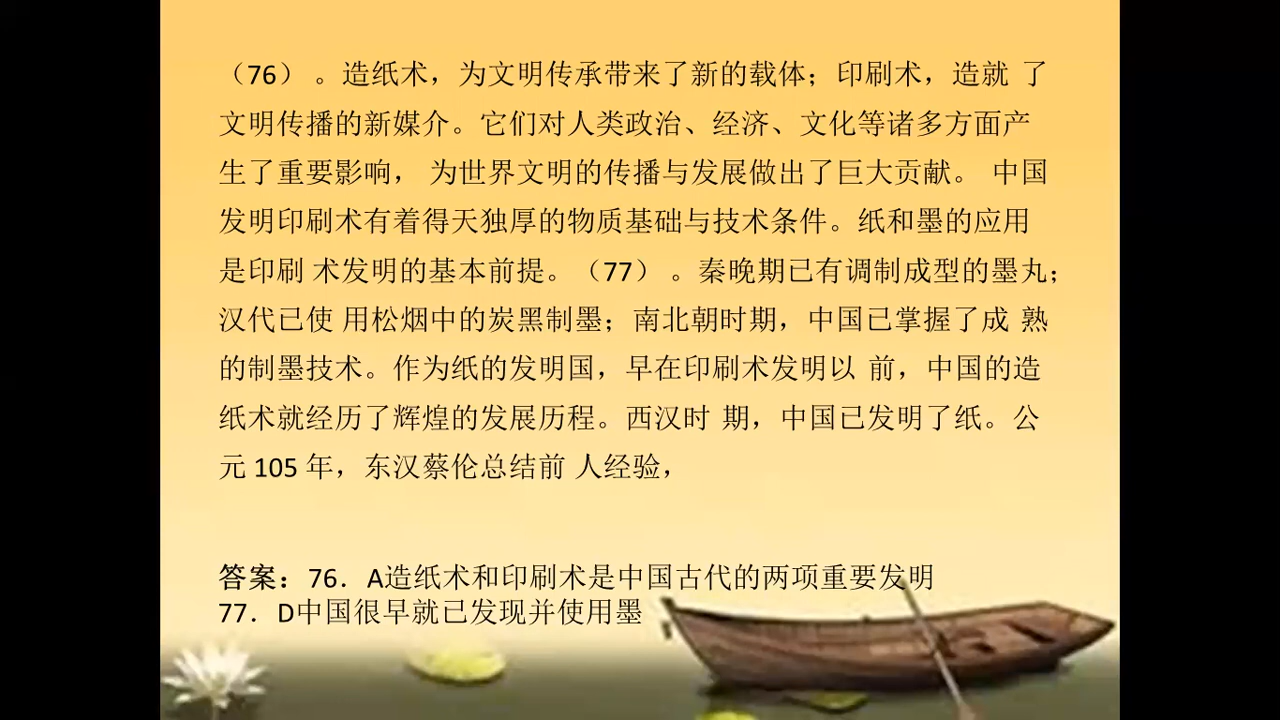 （76） 。造纸术，为文明传承带来了新的载体；印刷术，造就 了
文明传播的新媒介。它们对人类政治、经济、文化等诸多方面产
生了重要影响， 为世界文明的传播与发展做出了巨大贡献。 中国
发明印刷术有着得天独厚的物质基础与技术条件。纸和墨的应用
是印刷 术发明的基本前提。（77） 。秦晚期已有调制成型的墨丸；
汉代已使 用松烟中的炭黑制墨；南北朝时期，中国已掌握了成 熟
的制墨技术。作为纸的发明国，早在印刷术发明以 前，中国的造
纸术就经历了辉煌的发展历程。西汉时 期，中国已发明了纸。公
元 105 年，东汉蔡伦总结前 人经验，
答案：76．A造纸术和印刷术是中国古代的两项重要发明
77．D中国很早就已发现并使用墨